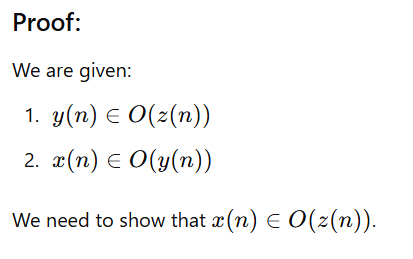 Proof:
We are given:
1. y(n) ∈ O(z(n))
2. x(n) ∈ O(y(n))
We need to show that x(n) ∈ O(z(n)).